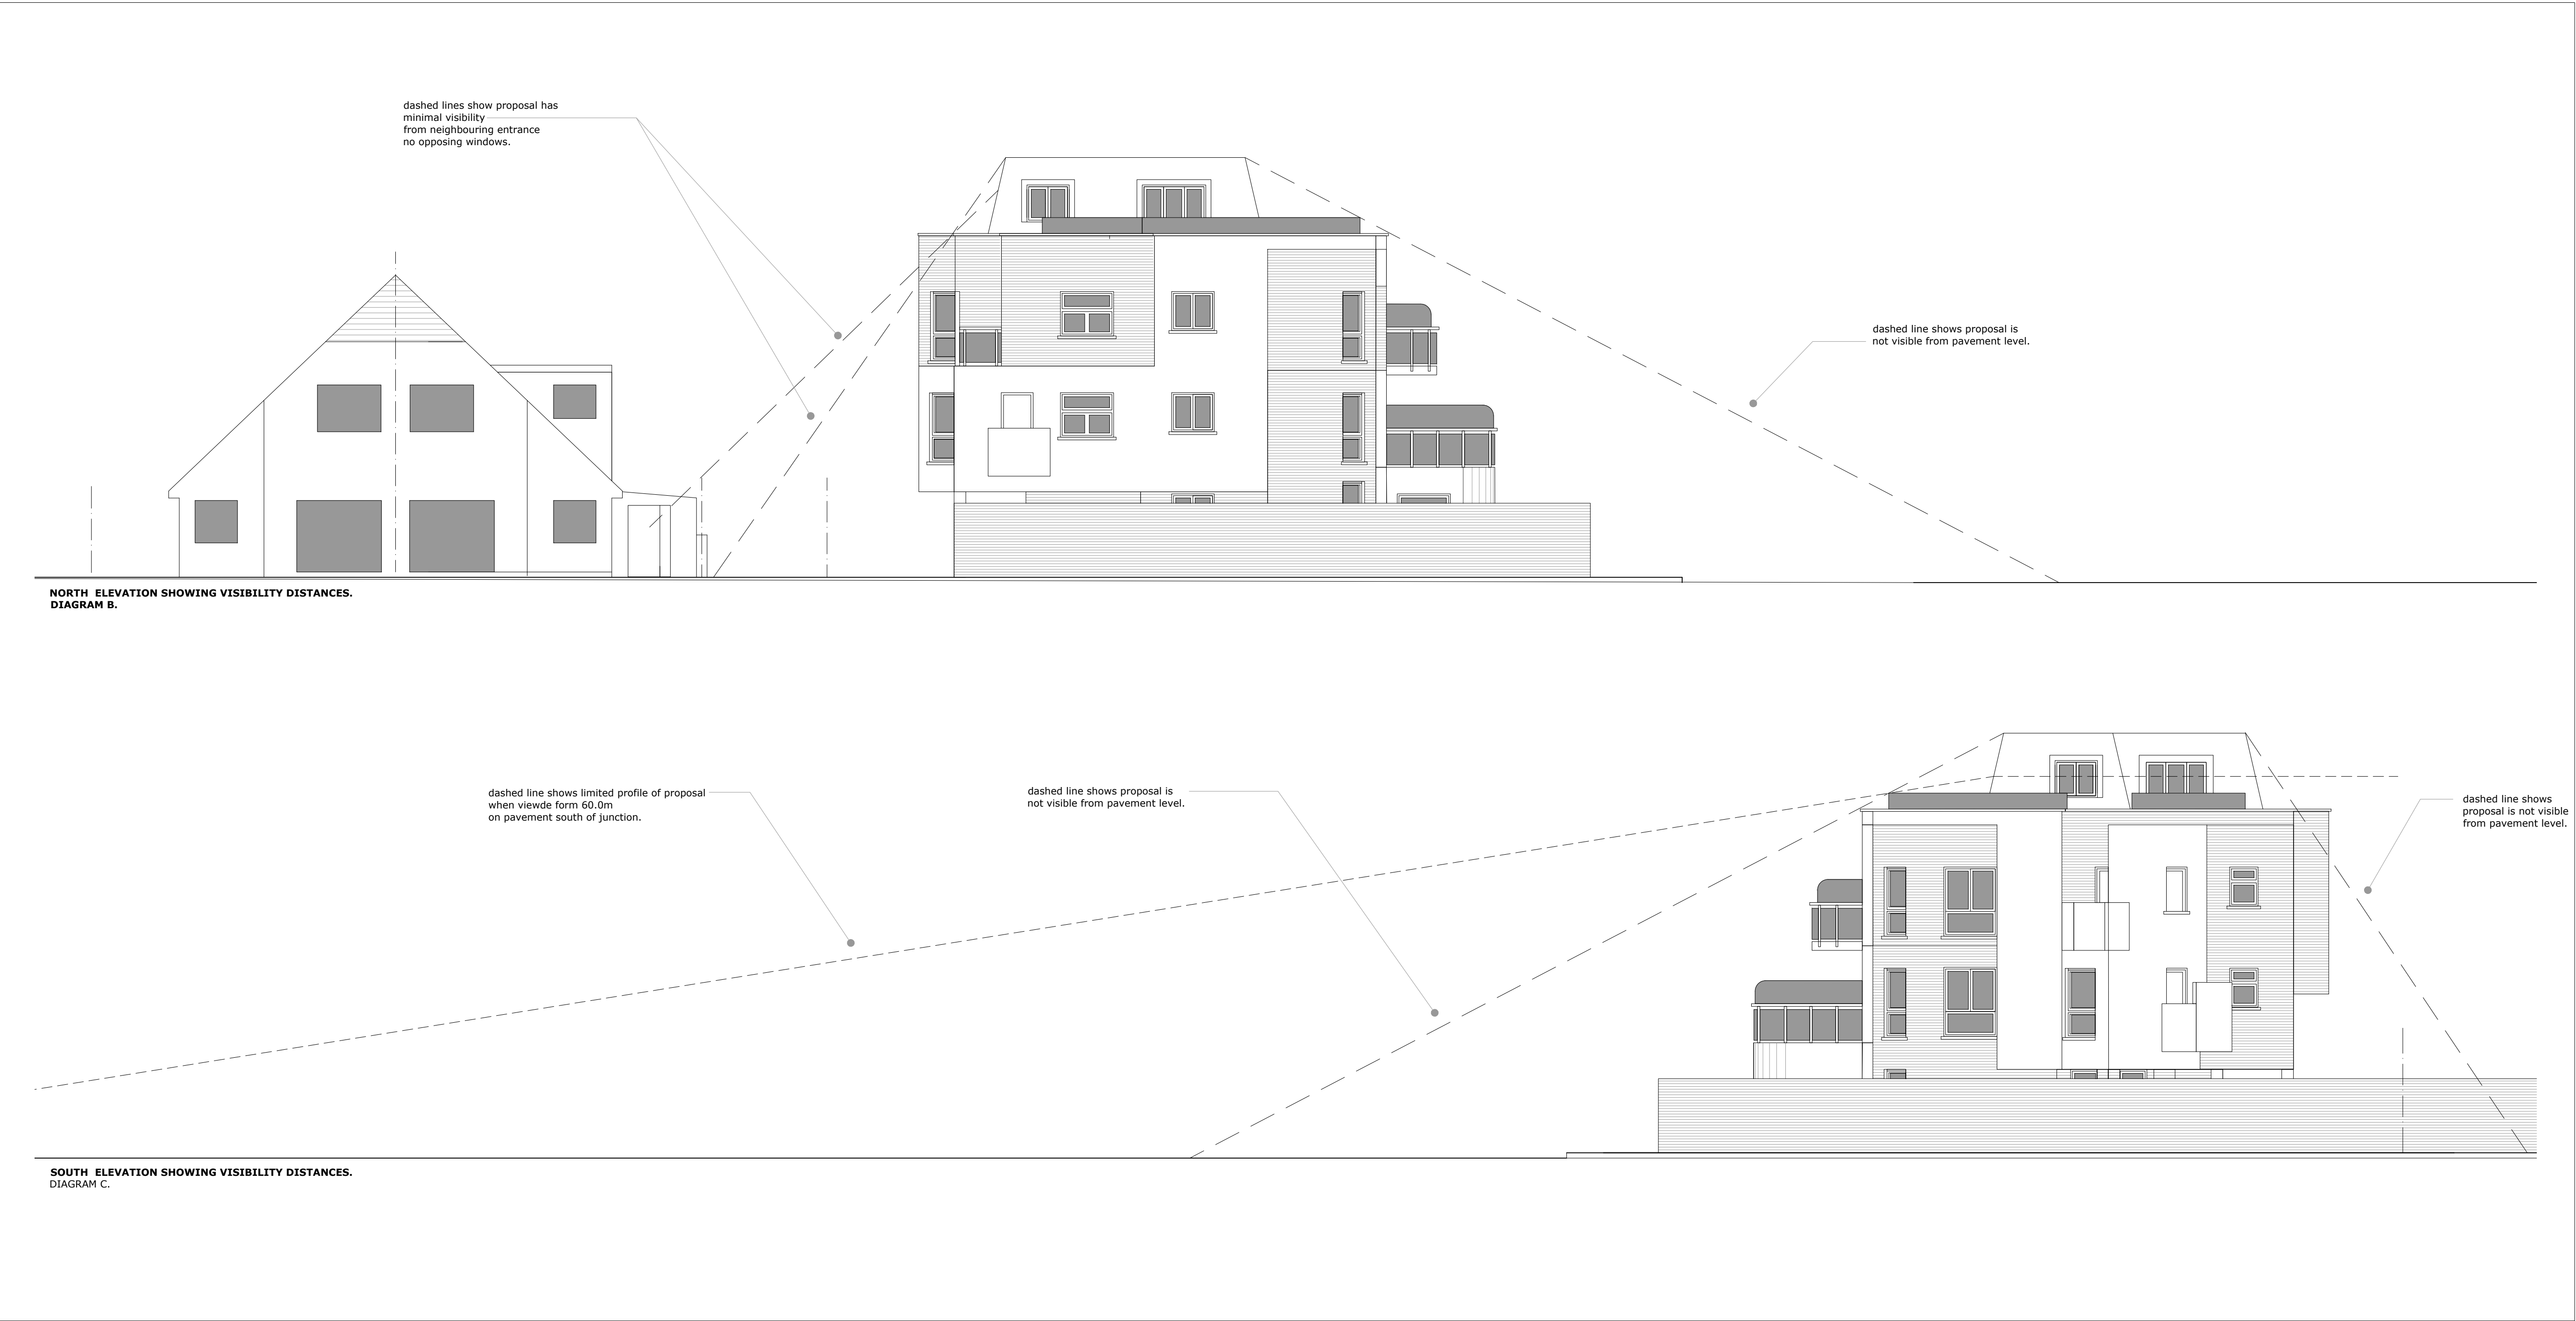 dashed lines show proposal has
minimal visibility
from neighbouring entrance
no opposing windows.
dashed line shows proposal is
not visible from pavement level.
NORTH  ELEVATION SHOWING VISIBILITY DISTANCES.
DIAGRAM B.
dashed line shows limited profile of proposal
when viewde form 60.0m
on pavement south of junction.
dashed line shows proposal is
not visible from pavement level.
dashed line shows
proposal is not visible
from pavement level.
SOUTH  ELEVATION SHOWING VISIBILITY DISTANCES.
DIAGRAM C.